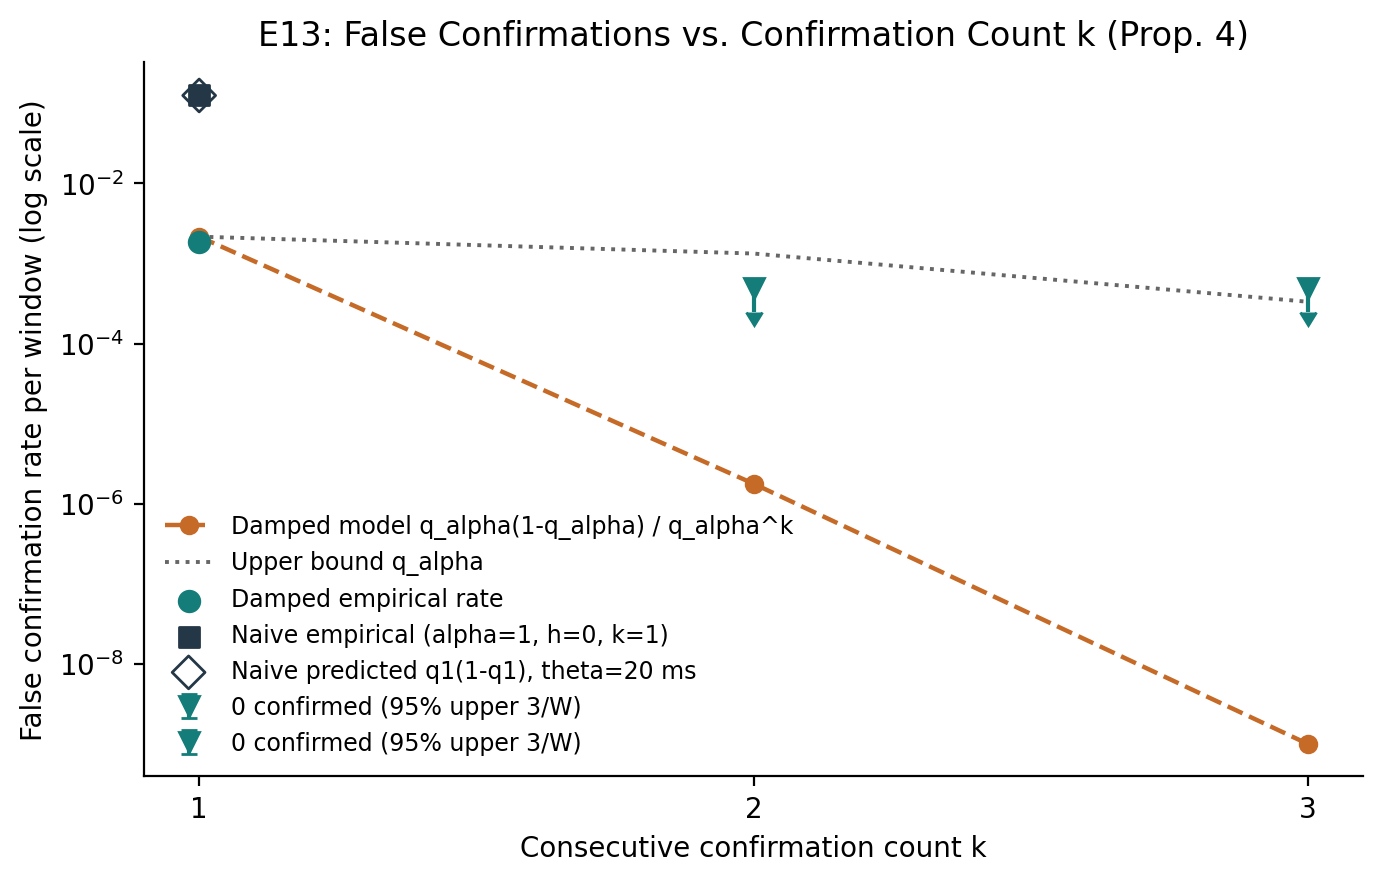 E13: False Confirmations vs. Confirmation Count k (Prop. 4)
False confirmation rate per window (log scale)
10⁻²
10⁻⁴
10⁻⁶
10⁻⁸
Damped model q_alpha(1-q_alpha) / q_alpha^k
Upper bound q_alpha
Damped empirical rate
Naive empirical (alpha=1, h=0, k=1)
Naive predicted q1(1-q1), theta=20 ms
0 confirmed (95% upper 3/W)
0 confirmed (95% upper 3/W)
1
2
3
Consecutive confirmation count k